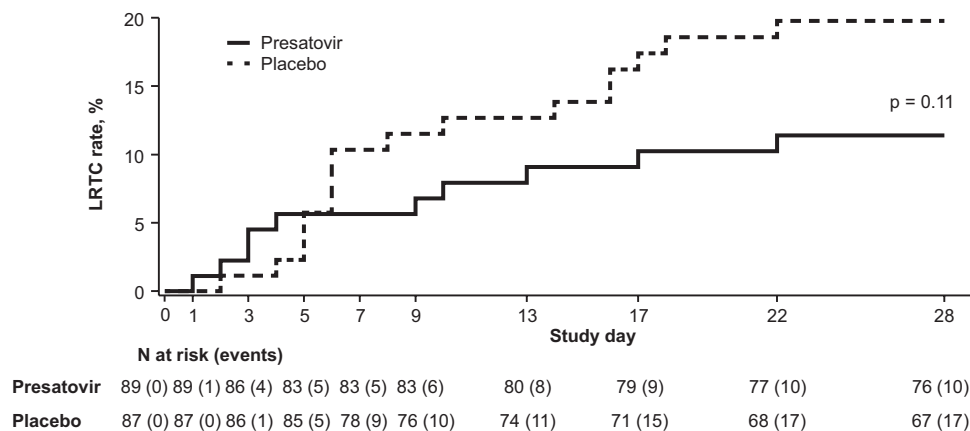 20
15
10
5
0
LRTC rate, %
Presatovir
Placebo
p = 0.11
0 1 3 5 7 9 13 17 22 28
Study day
N at risk (events)
Presatovir 89 (0) 89 (1) 86 (4) 83 (5) 83 (5) 83 (6) 80 (8) 79 (9) 77 (10) 76 (10)
Placebo 87 (0) 87 (0) 86 (1) 85 (5) 78 (9) 76 (10) 74 (11) 71 (15) 68 (17) 67 (17)